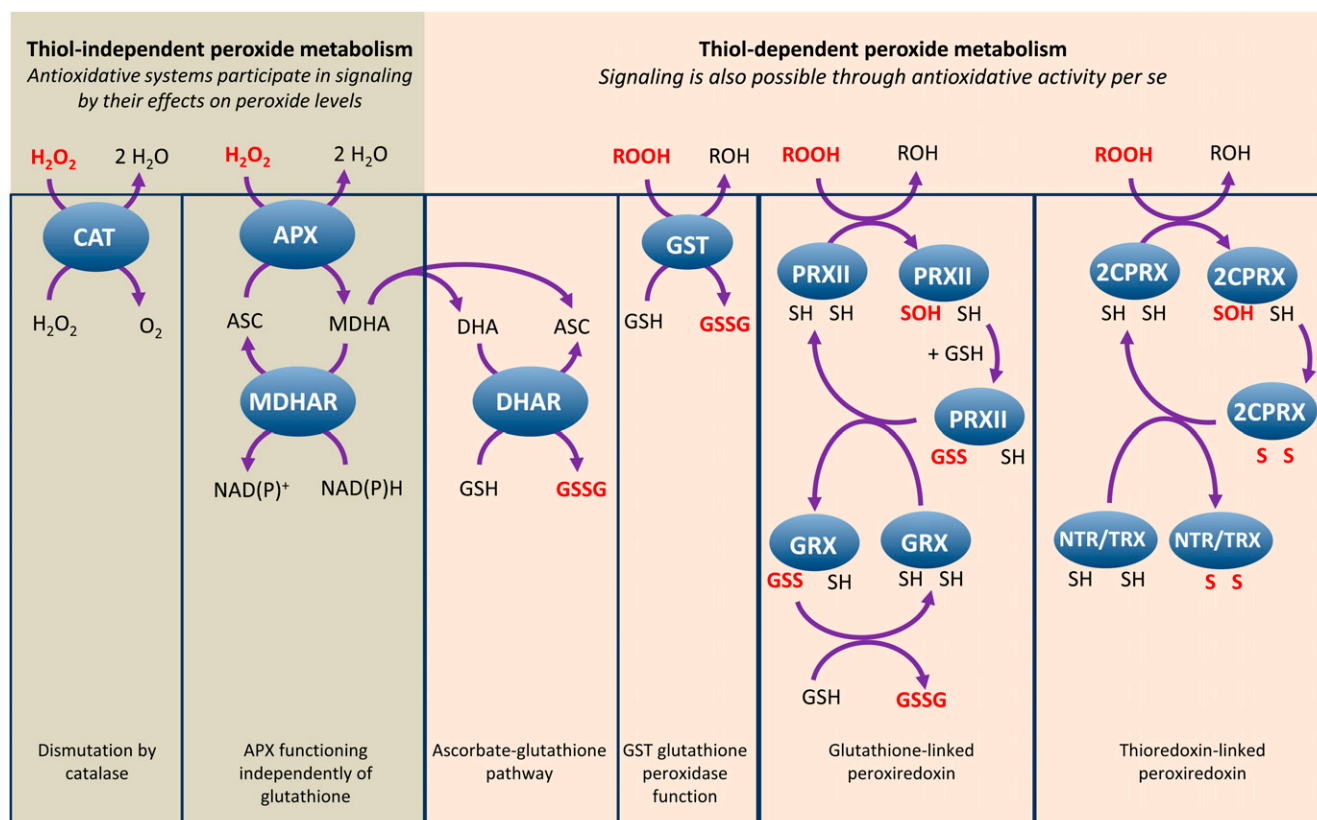 Thiol-independent peroxide metabolism
Antioxidative systems participate in signaling
by their effects on peroxide levels
Thiol-dependent peroxide metabolism
Signaling is also possible through antioxidative activity per se
H₂O₂
2 H₂O
CAT
H₂O₂
O₂
Dismutation by
catalase
H₂O₂
2 H₂O
APX
ASC
MDHA
MDHAR
NAD(P)⁺
NAD(P)H
APX functioning
independently of
glutathione
DHA
ASC
DHAR
GSH
GSSG
Ascorbate-glutathione
pathway
ROOH
ROH
GST
GSH
GSSG
GST glutathione
peroxidase
function
ROOH
ROH
PRXII
SH SH
PRXII
SOH SH
+ GSH
PRXII
GSS SH
GRX
GSS SH
GRX
SH SH
GSH
GSSG
Glutathione-linked
peroxiredoxin
ROOH
ROH
2CPRX
SH SH
2CPRX
SOH SH
2CPRX
S S
NTR/TRX
SH SH
NTR/TRX
S S
Thioredoxin-linked
peroxiredoxin